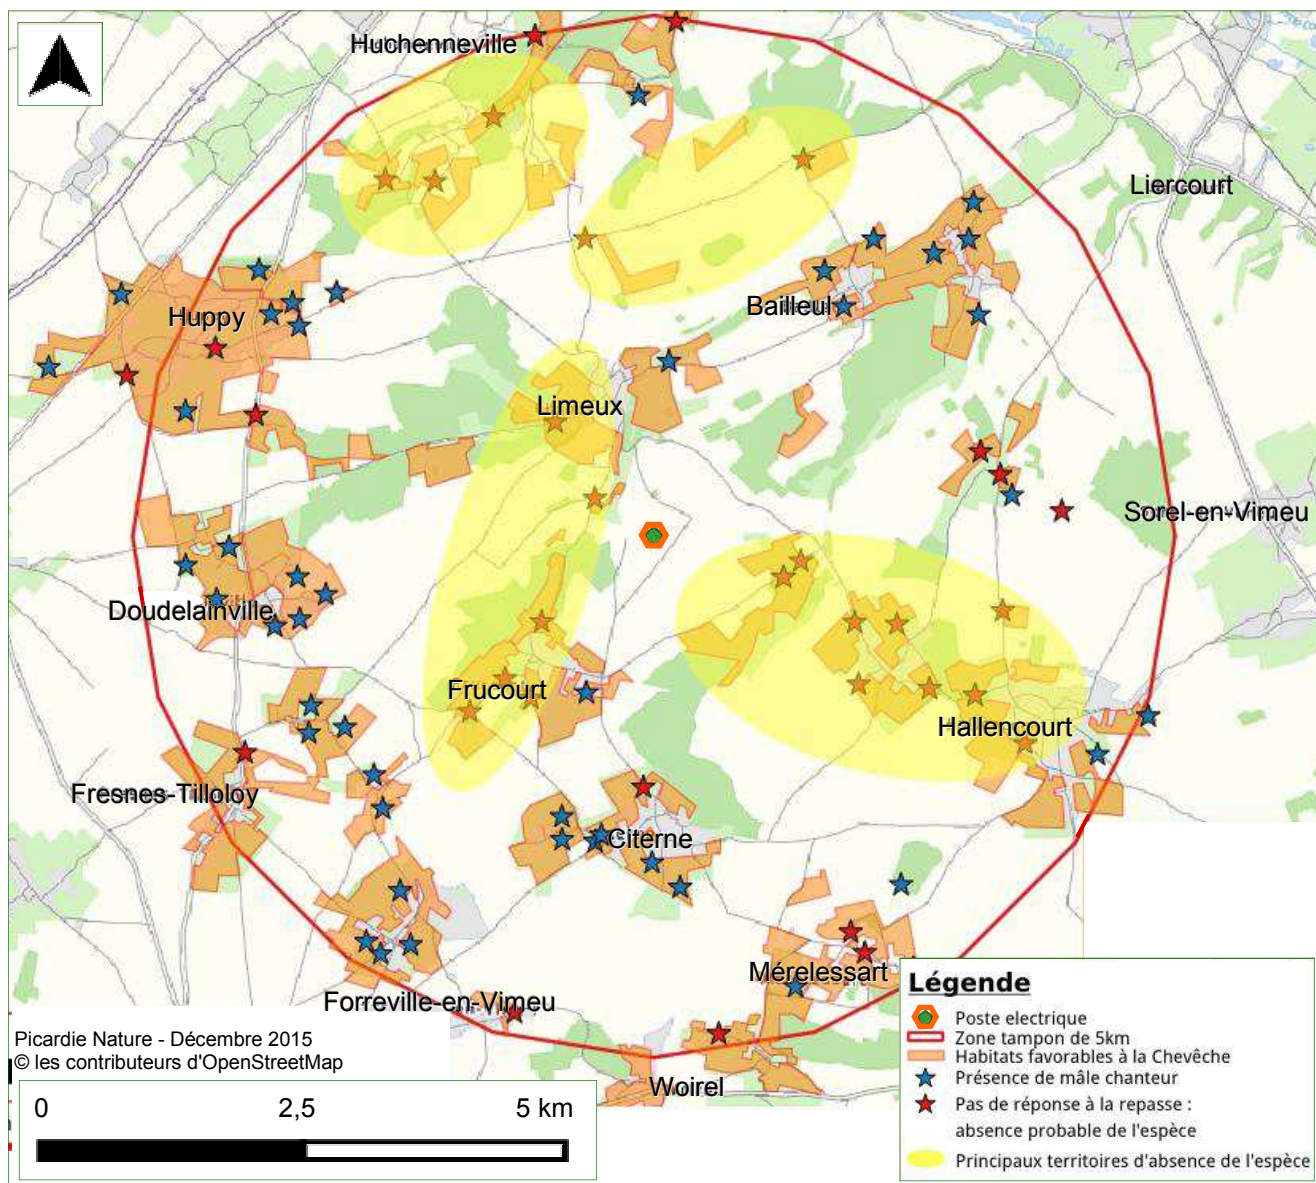 Huchenneville
Liercourt
Bailleul
Huppy
Limeux
Sorel-en-Vimeu
Doudelainville
Frucourt
Hallencourt
Fresnes-Tilloloy
Citerne
Mérelessart
Forreville-en-Vimeu
Woirel
Picardie Nature - Décembre 2015
© les contributeurs d'OpenStreetMap
0 2,5 5 km
Légende
Poste electrique
Zone tampon de 5km
Habitats favorables à la Chevêche
Présence de mâle chanteur
Pas de réponse à la repasse :
absence probable de l'espèce
Principaux territoires d'absence de l'espèce